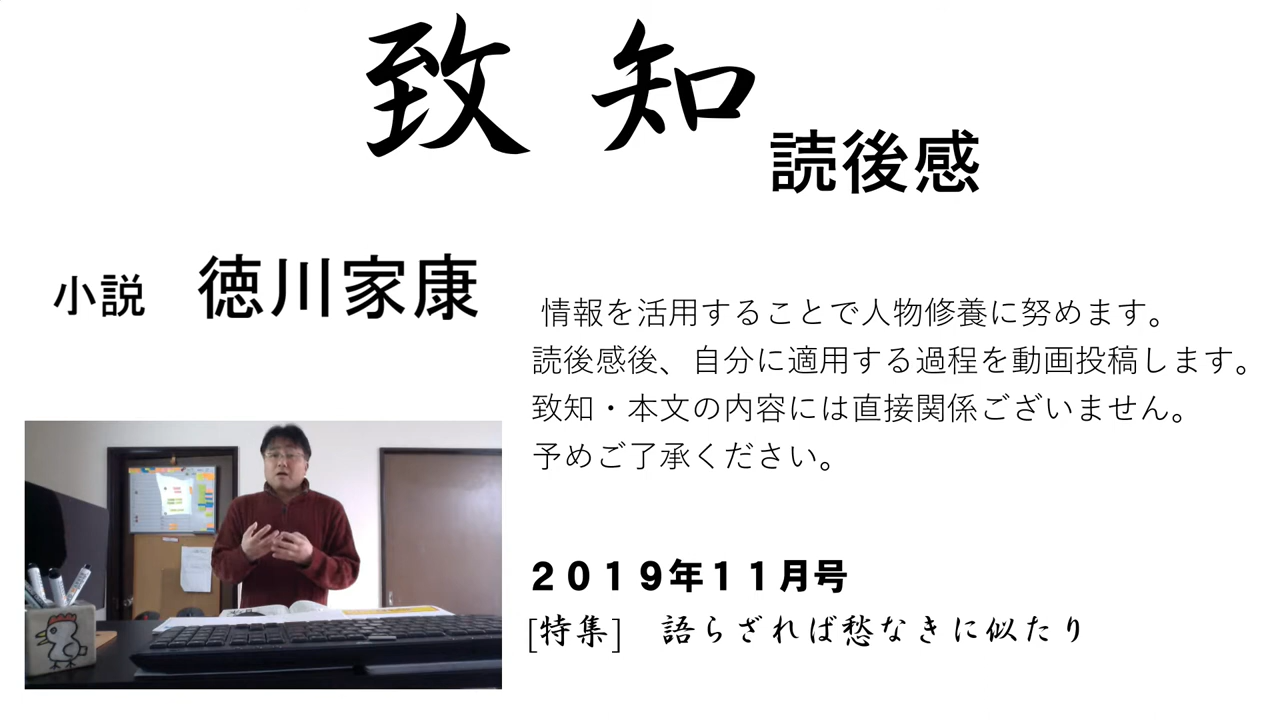 致知
読後感
小説　徳川家康
情報を活用することで人物修養に努めます。
読後感後、自分に適用する過程を動画投稿します。
致知・本文の内容には直接関係ございません。
予めご了承ください。
２０１９年１１月号
[特集]　語らざれば愁なきに似たり